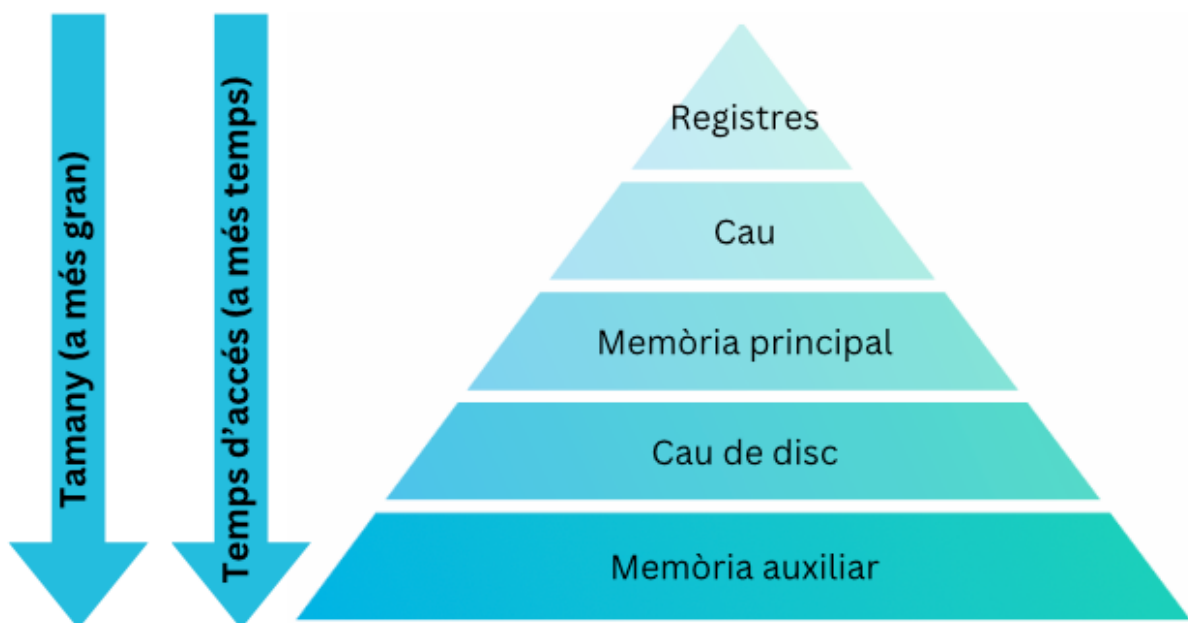 Tamany (a més gran)
Temps d’accés (a més temps)
Registres
Cau
Memòria principal
Cau de disc
Memòria auxiliar